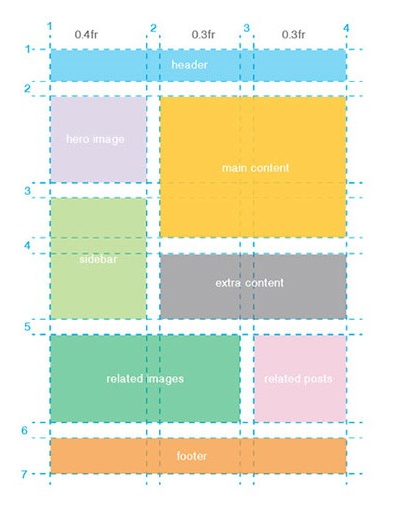 1 2 3 4
0.4fr 0.3fr 0.3fr
1
header
2
hero image
main content
3
4
sidebar
extra content
5
related images related posts
6
footer
7